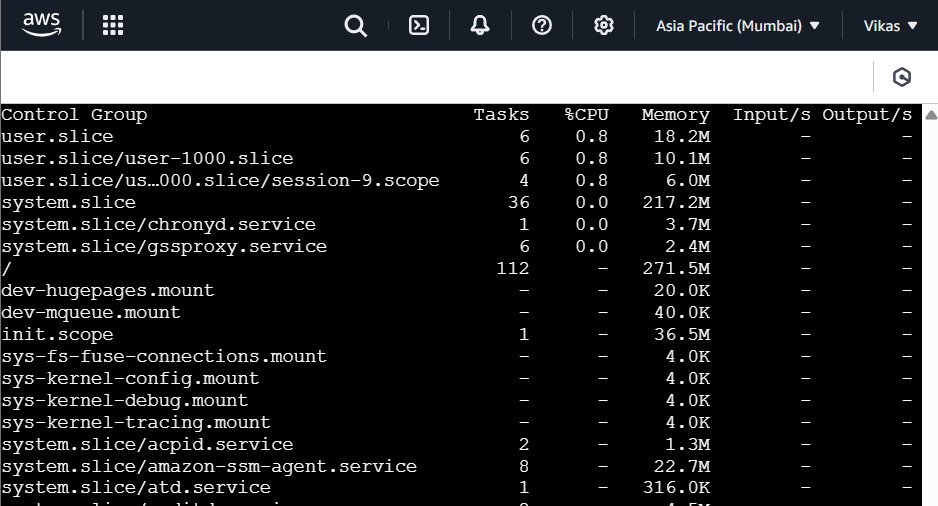 aws Asia Pacific (Mumbai) Vikas
Control Group Tasks %CPU Memory Input/s Output/s
user.slice 6 0.8 18.2M - -
user.slice/user-1000.slice 6 0.8 10.1M - -
user.slice/us…000.slice/session-9.scope 4 0.8 6.0M - -
system.slice 36 0.0 217.2M - -
system.slice/chronyd.service 1 0.0 3.7M - -
system.slice/gssproxy.service 6 0.0 2.4M - -
/ 112 - 271.5M - -
dev-hugepages.mount - - 20.0K - -
dev-mqueue.mount - - 40.0K - -
init.scope 1 - 36.5M - -
sys-fs-fuse-connections.mount - - 4.0K - -
sys-kernel-config.mount - - 4.0K - -
sys-kernel-debug.mount - - 4.0K - -
sys-kernel-tracing.mount - - 4.0K - -
system.slice/acpid.service 2 - 1.3M - -
system.slice/amazon-ssm-agent.service 8 - 22.7M - -
system.slice/atd.service 1 - 316.0K - -